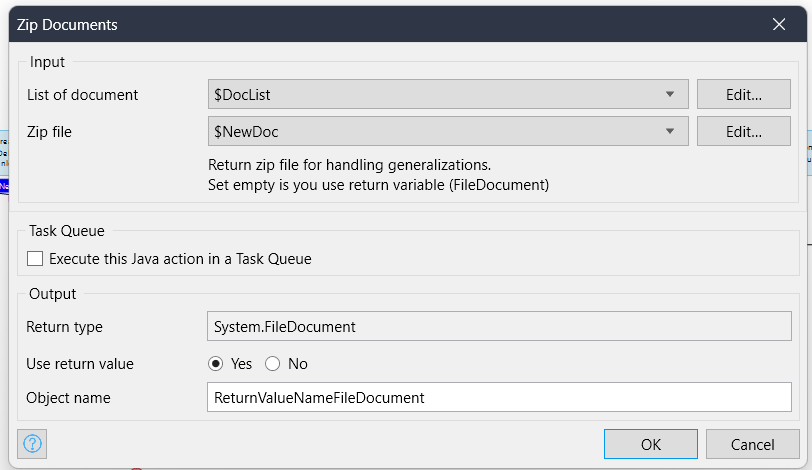 Zip Documents
Input
List of document
$DocList
Edit...
Zip file
$NewDoc
Edit...
Return zip file for handling generalizations.
Set empty is you use return variable (FileDocument)
Task Queue
Execute this Java action in a Task Queue
Output
Return type
System.FileDocument
Use return value
Yes
No
Object name
ReturnValueNameFileDocument
?
OK
Cancel